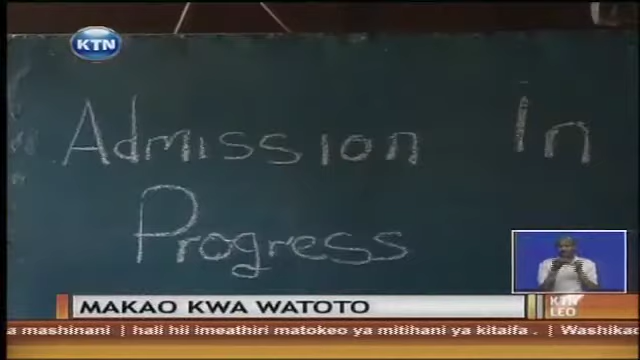 KTN
Admission In
Progress
MAKAO KWA WATOTO
KTN
LEO
a mashinani | hali hii imeathiri matokeo ya mitihani ya kitaifa . | Washikad